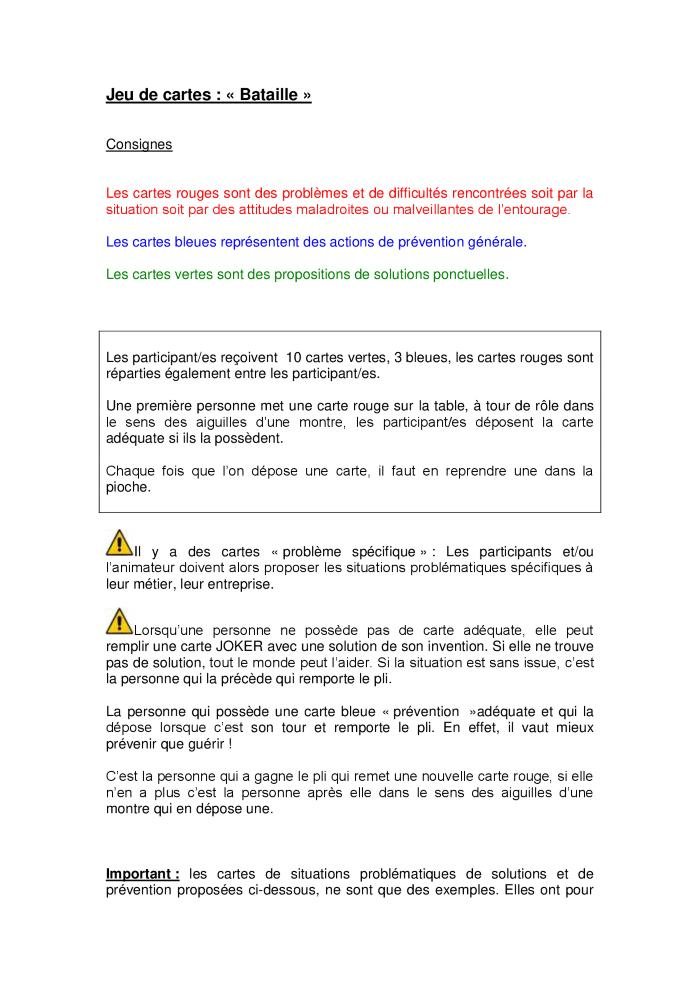 Jeu de cartes : « Bataille »
Consignes
Les cartes rouges sont des problèmes et de difficultés rencontrées soit par la
situation soit par des attitudes maladroites ou malveillantes de l'entourage.
Les cartes bleues représentent des actions de prévention générale.
Les cartes vertes sont des propositions de solutions ponctuelles.
Les participant/es reçoivent  10 cartes vertes, 3 bleues, les cartes rouges sont
réparties également entre les participant/es.
Une première personne met une carte rouge sur la table, à tour de rôle dans
le sens des aiguilles d'une montre, les participant/es déposent la carte
adéquate si ils la possèdent.
Chaque fois que l'on dépose une carte, il faut en reprendre une dans la
pioche.
Il y a des cartes « problème spécifique » : Les participants et/ou
l'animateur doivent alors proposer les situations problématiques spécifiques à
leur métier, leur entreprise.
Lorsqu'une personne ne possède pas de carte adéquate, elle peut
remplir une carte JOKER avec une solution de son invention. Si elle ne trouve
pas de solution, tout le monde peut l'aider. Si la situation est sans issue, c'est
la personne qui la précède qui remporte le pli.
La personne qui possède une carte bleue « prévention  »adéquate et qui la
dépose lorsque c'est son tour et remporte le pli. En effet, il vaut mieux
prévenir que guérir !
C'est la personne qui a gagne le pli qui remet une nouvelle carte rouge, si elle
n'en a plus c'est la personne après elle dans le sens des aiguilles d'une
montre qui en dépose une.
Important : les cartes de situations problématiques de solutions et de
prévention proposées ci-dessous, ne sont que des exemples. Elles ont pour